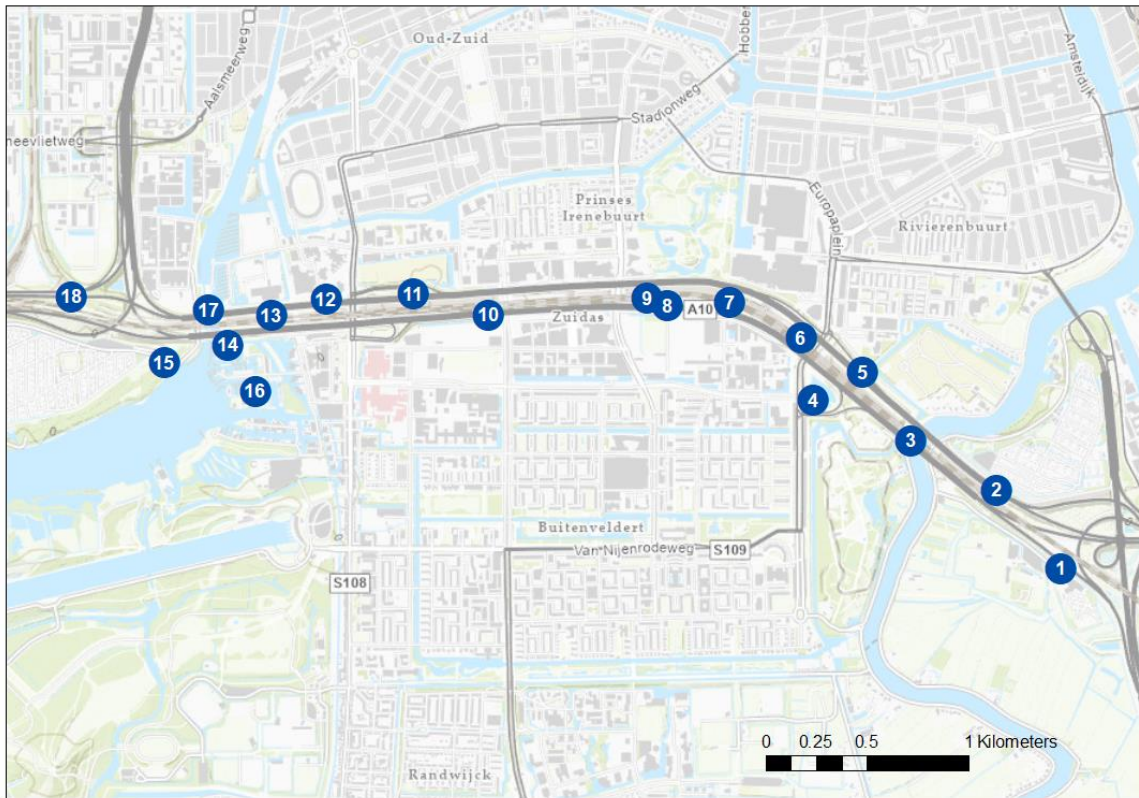 Oud-Zuid
Hobbe
Aalsmeerweg
Amsteldijk
Stadionweg
heevlietweg
Europaplein
Prinses
Irenebuurt
Rivierenbuurt
18
17
13
12
11
10
9
8
A10
7
Zuidas
14
6
15
5
16
4
3
2
Buitenveldert
Van Nijenrodeweg
S109
1
S108
0 0.25 0.5 1 Kilometers
Randwijck